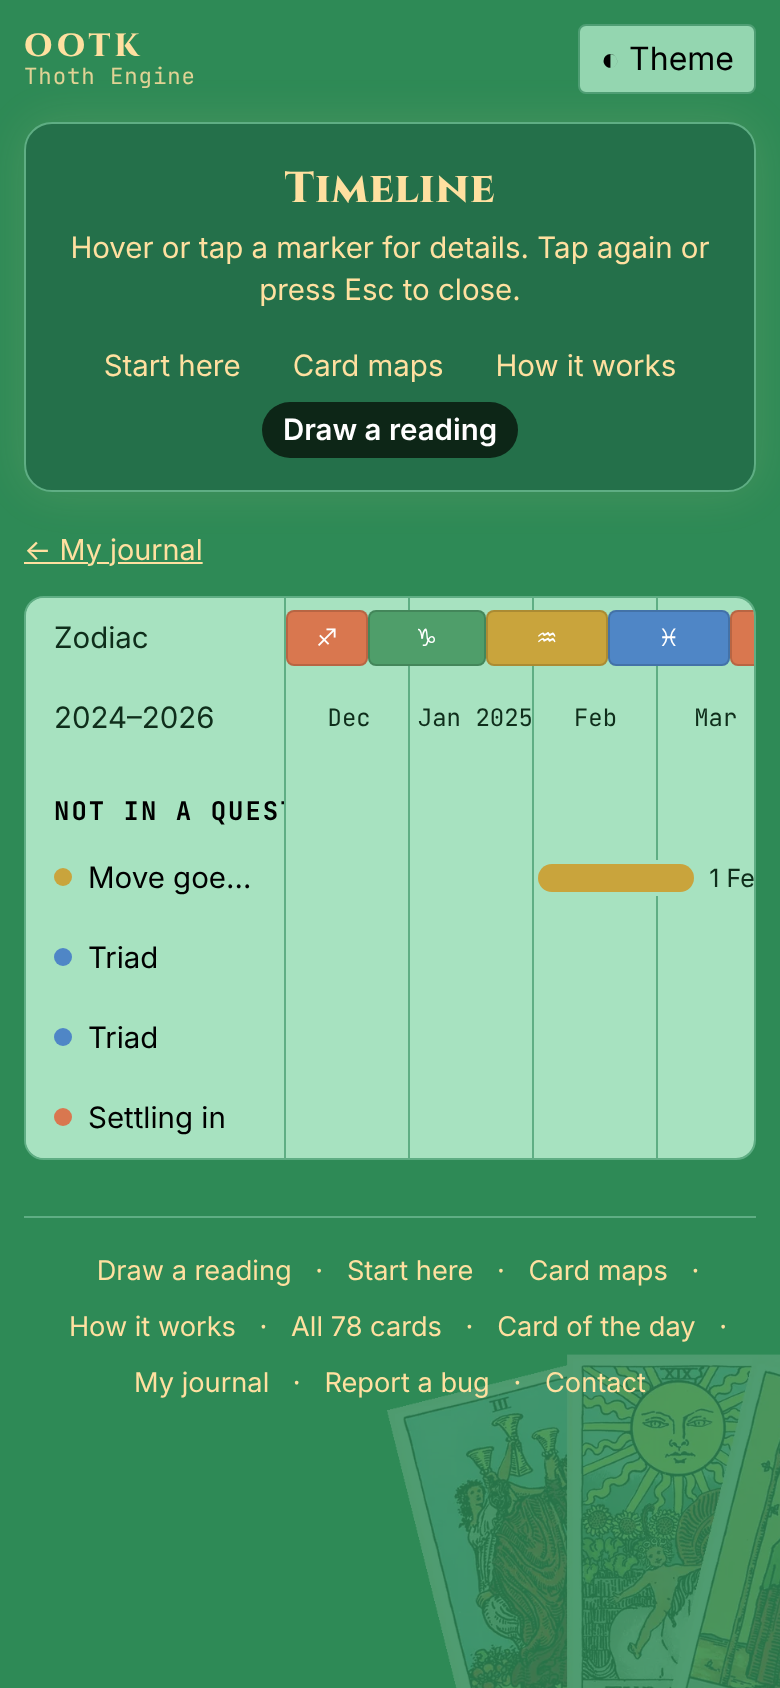 OOTK
Thoth Engine
◐ Theme
Timeline
Hover or tap a marker for details. Tap again or
press Esc to close.
Start here Card maps How it works
Draw a reading
← My journal
Zodiac ♐ ♑ ♒ ♓
2024–2026 Dec Jan 2025 Feb Mar
NOT IN A QUEST
Move goe... 1 Fe
Triad
Triad
Settling in
Draw a reading · Start here · Card maps ·
How it works · All 78 cards · Card of the day ·
My journal · Report a bug · Contact
III
XIX